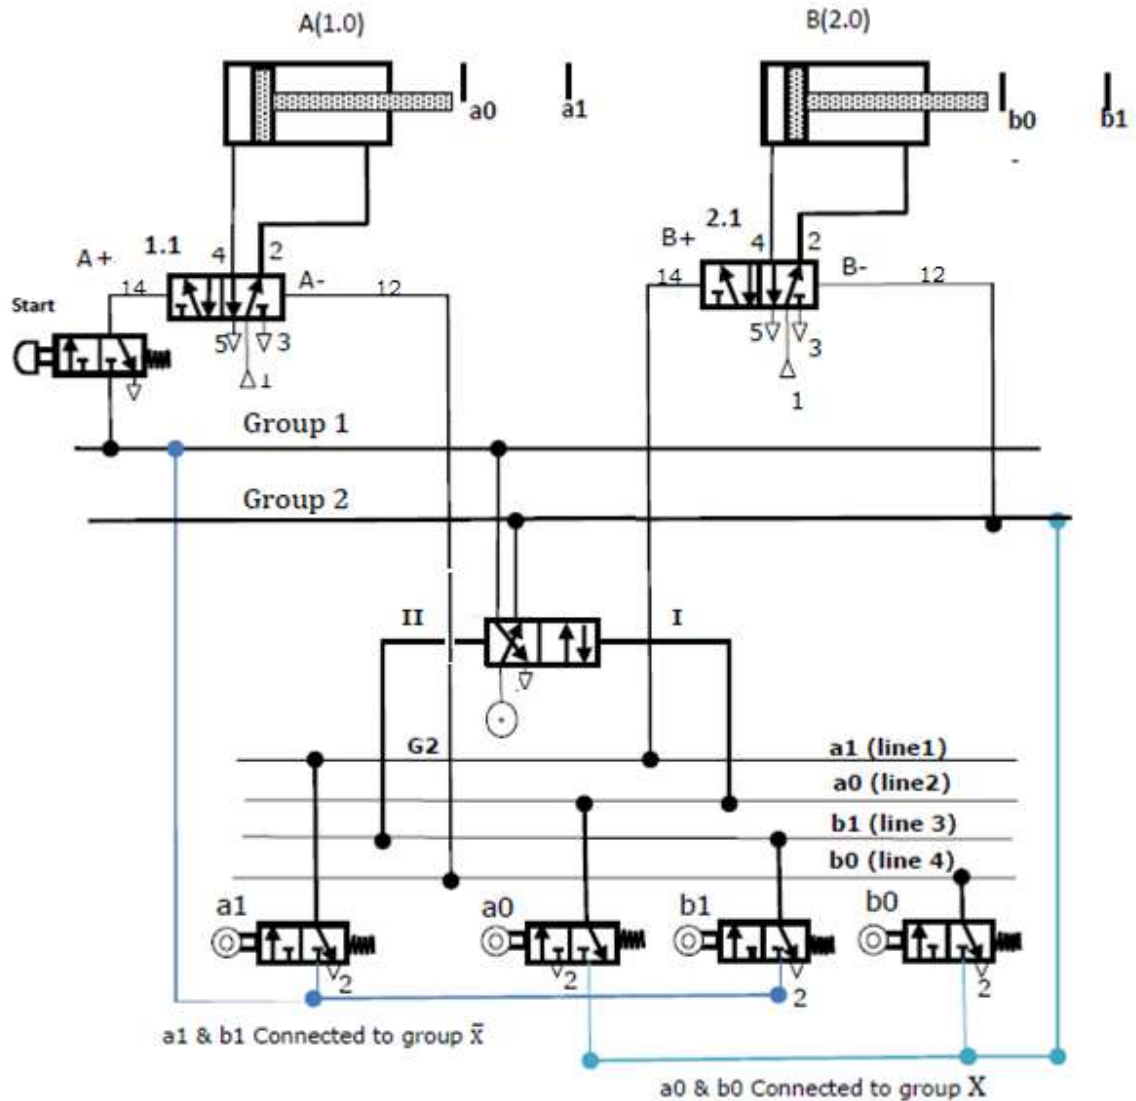 A(1.0)
B(2.0)
a0
a1
b0
b1
-
A+
1.1
4
2
A-
14
12
B+
2.1
4
2
B-
14
12
Start
5
3
1
5
3
1
Group 1
Group 2
II
I
G2
a1 (line1)
a0 (line2)
b1 (line 3)
b0 (line 4)
a1
a0
b1
b0
2
2
2
2
a1 & b1 Connected to group x̄
a0 & b0 Connected to group X